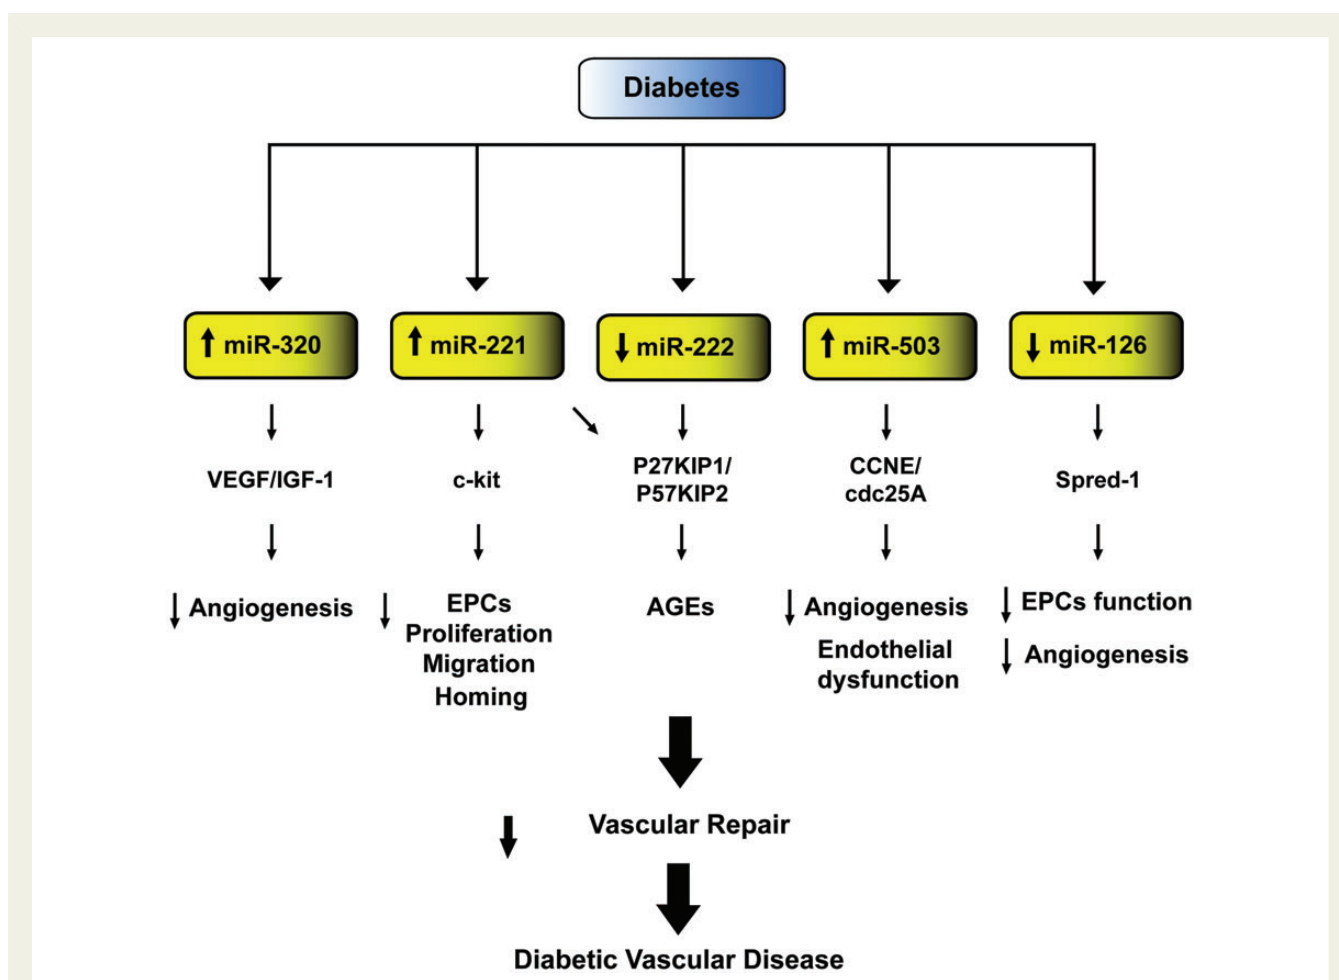 Diabetes
miR-320
miR-221
miR-222
miR-503
miR-126
VEGF/IGF-1
c-kit
P27KIP1/
P57KIP2
CCNE/
cdc25A
Spred-1
Angiogenesis
EPCs
Proliferation
Migration
Homing
AGEs
Angiogenesis
Endothelial
dysfunction
EPCs function
Angiogenesis
Vascular Repair
Diabetic Vascular Disease